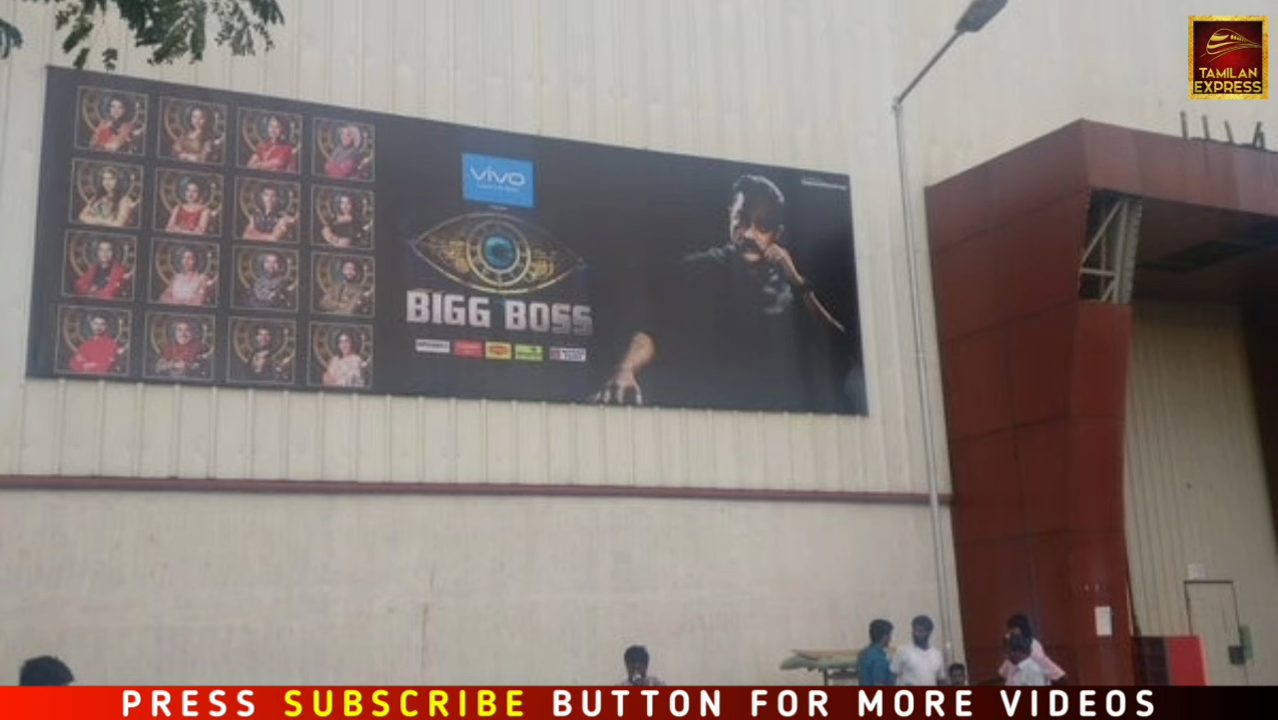 TAMILAN
EXPRESS
vivo
BIGG BOSS
PRESS SUBSCRIBE BUTTON FOR MORE VIDEOS